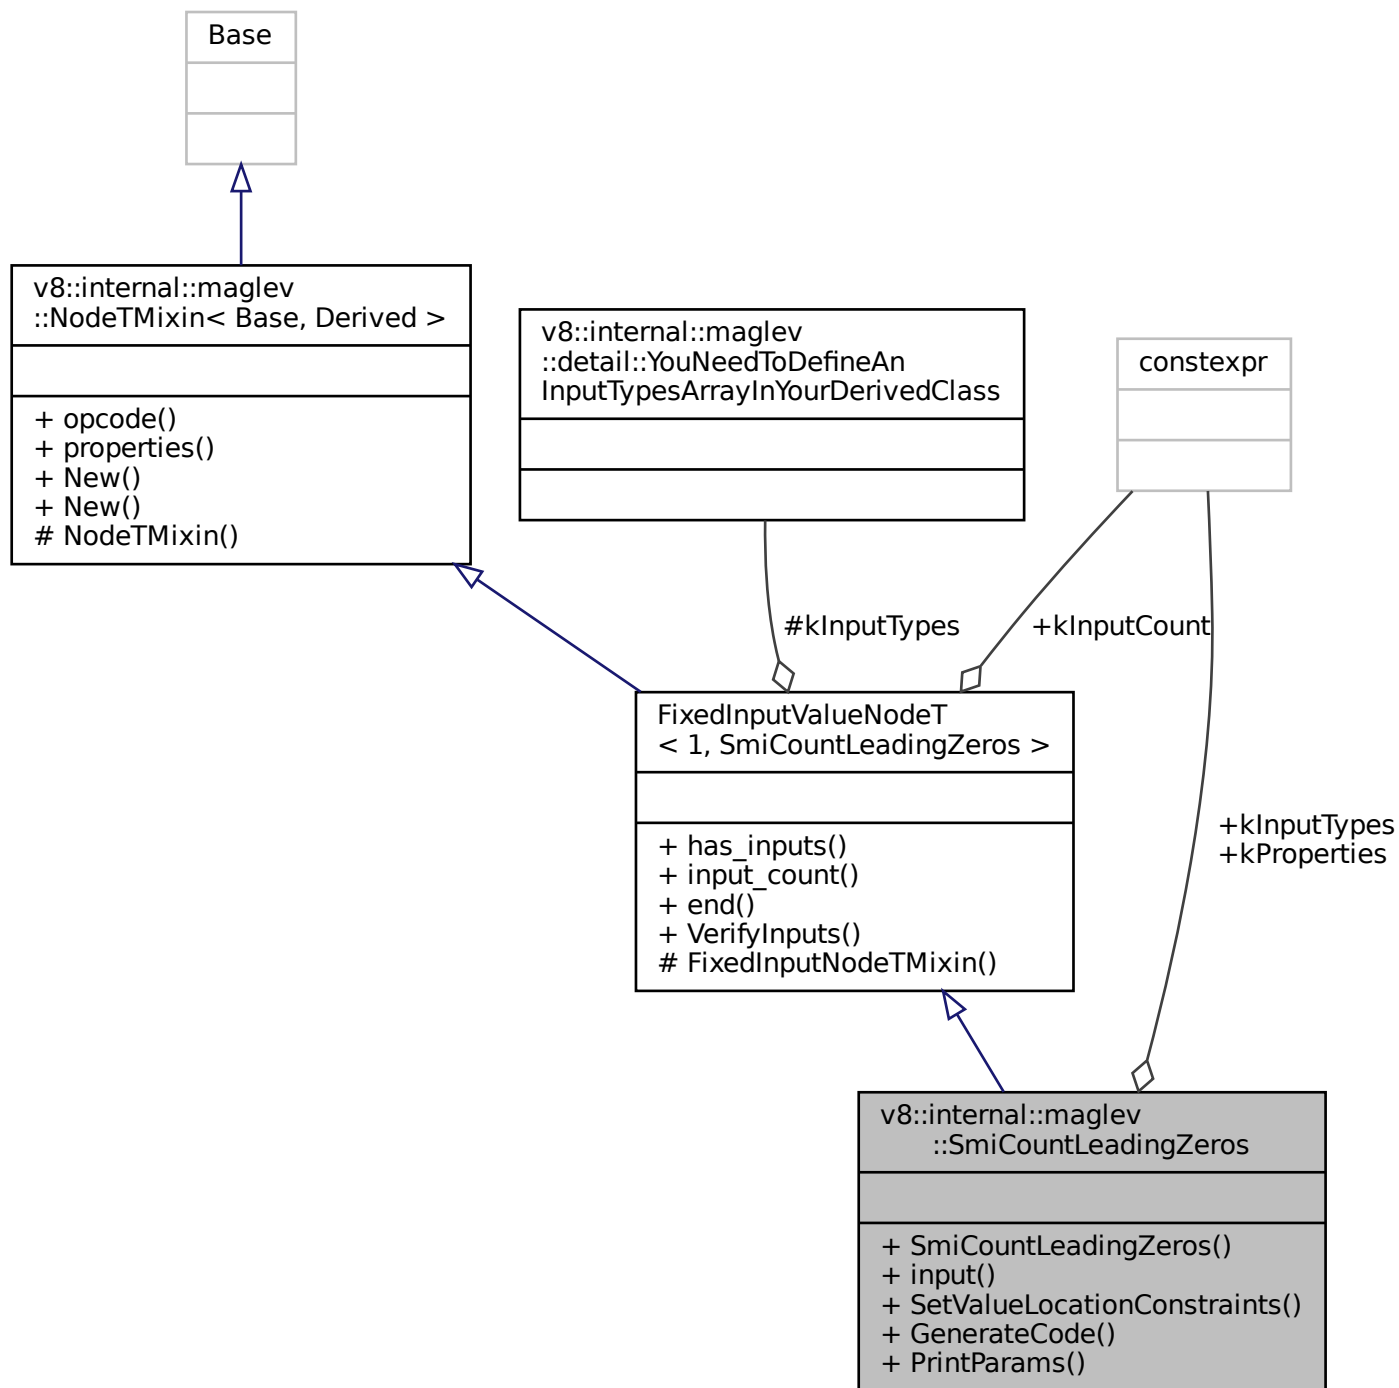 Base
v8::internal::maglev
::NodeTMixin< Base, Derived >
+ opcode()
+ properties()
+ New()
+ New()
# NodeTMixin()
v8::internal::maglev
::detail::YouNeedToDefineAn
InputTypesArrayInYourDerivedClass
constexpr
#kInputTypes
+kInputCount
FixedInputValueNodeT
< 1, SmiCountLeadingZeros >
+ has_inputs()
+ input_count()
+ end()
+ VerifyInputs()
# FixedInputNodeTMixin()
+kInputTypes
+kProperties
v8::internal::maglev
::SmiCountLeadingZeros
+ SmiCountLeadingZeros()
+ input()
+ SetValueLocationConstraints()
+ GenerateCode()
+ PrintParams()